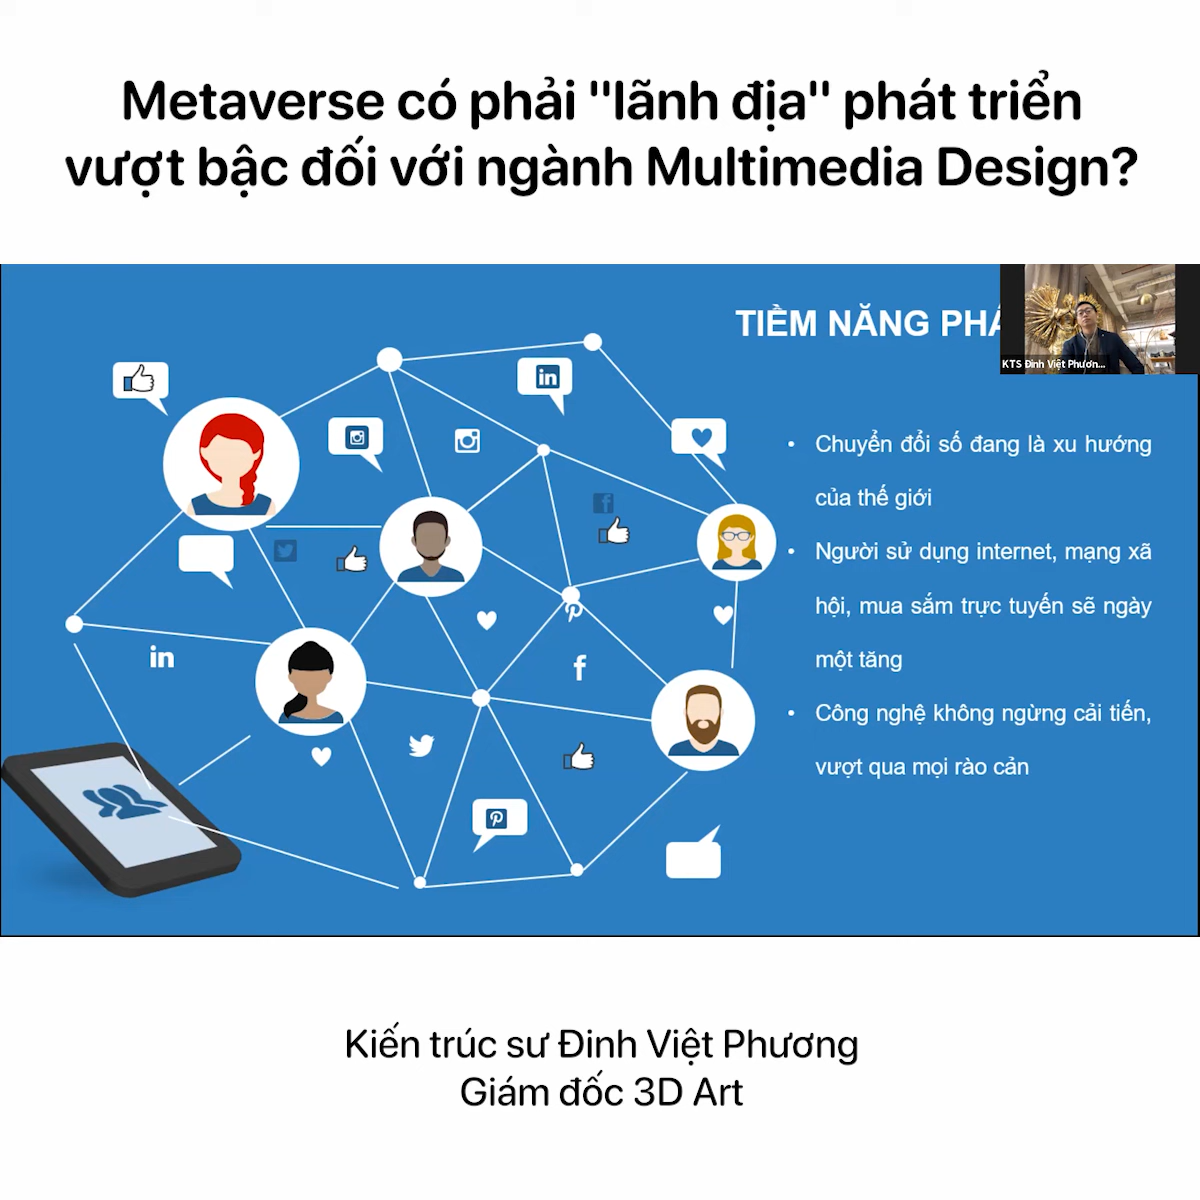 Metaverse có phải "lãnh địa" phát triển
vượt bậc đối với ngành Multimedia Design?
TIỀM NĂNG PHÁ
KTS Đinh Việt Phươn...
• Chuyển đổi số đang là xu hướng
của thế giới
• Người sử dụng internet, mạng xã
hội, mua sắm trực tuyến sẽ ngày
một tăng
• Công nghệ không ngừng cải tiến,
vượt qua mọi rào cản
Kiến trúc sư Đinh Việt Phương
Giám đốc 3D Art